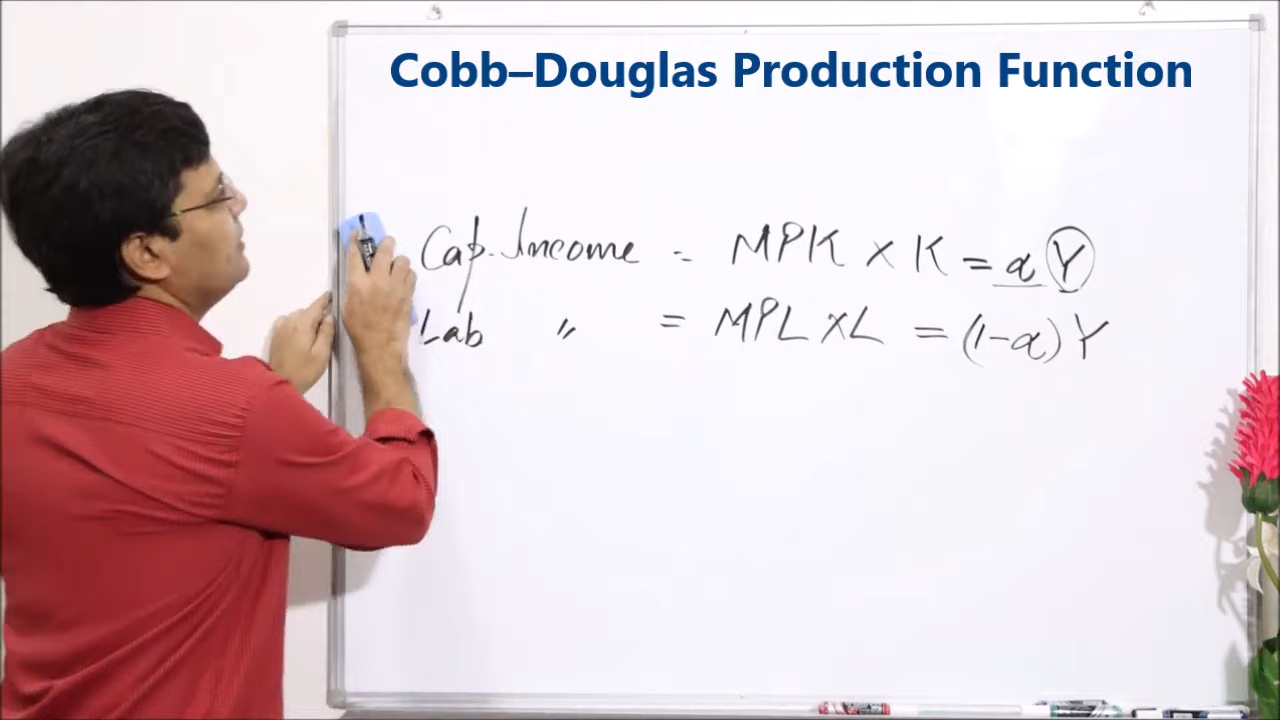 Cobb–Douglas Production Function
Cap. Income = MPK × K = α Y
Lab 〃 = MPL × L = (1-α) Y